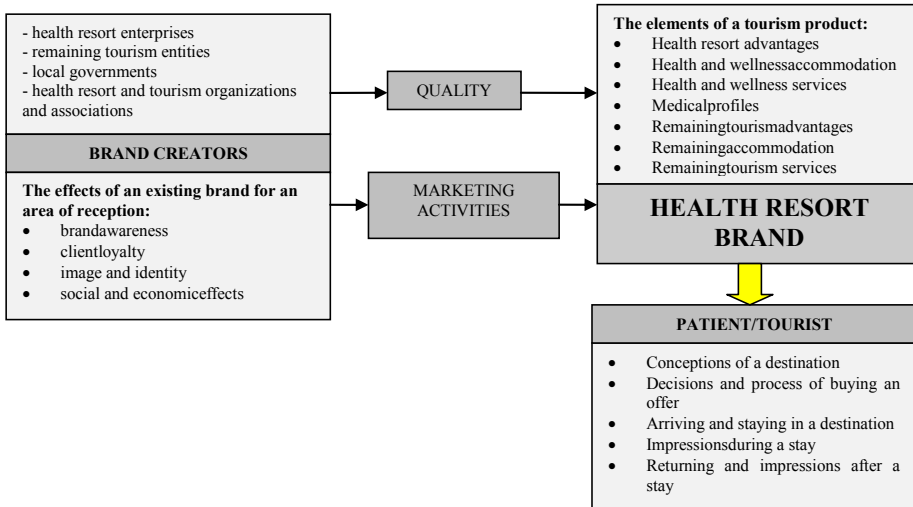 - health resort enterprises
- remaining tourism entities
- local governments
- health resort and tourism organizations
and associations
BRAND CREATORS
The effects of an existing brand for an
area of reception:
• brandawareness
• clientloyalty
• image and identity
• social and economiceffects
QUALITY
MARKETING
ACTIVITIES
The elements of a tourism product:
• Health resort advantages
• Health and wellnessaccommodation
• Health and wellness services
• Medicalprofiles
• Remainingtourismadvantages
• Remainingaccommodation
• Remainingtourism services
HEALTH RESORT
BRAND
PATIENT/TOURIST
• Conceptions of a destination
• Decisions and process of buying an
offer
• Arriving and staying in a destination
• Impressionsduring a stay
• Returning and impressions after a
stay